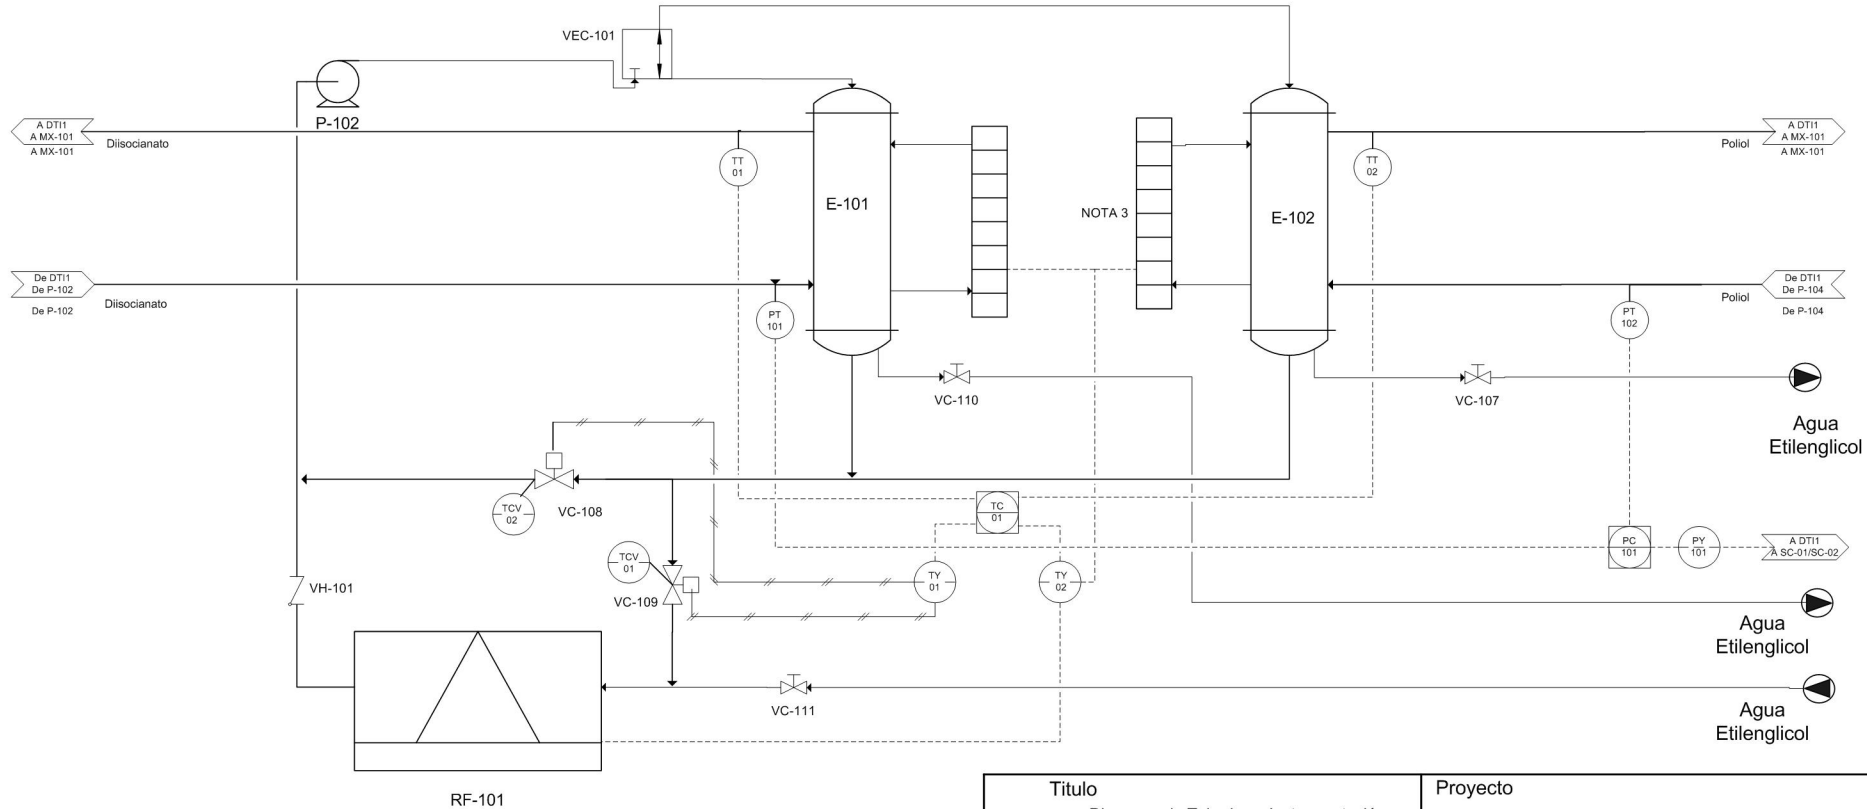 VEC-101
P-102
A DTI1
A MX-101
A MX-101
Diisocianato
TT
01
E-101
NOTA 3
E-102
TT
02
Poliol
A DTI1
A MX-101
A MX-101
De DTI1
De P-102
De P-102
Diisocianato
PT
101
Poliol
De DTI1
De P-104
De P-104
PT
102
VC-110
VC-107
Agua
Etilenglicol
TCV
02
VC-108
TC
01
TCV
01
VC-109
TY
01
TY
02
PC
101
PY
101
A DTI1
A SC-01/SC-02
VH-101
Agua
Etilenglicol
VC-111
Agua
Etilenglicol
RF-101
Titulo
Proyecto